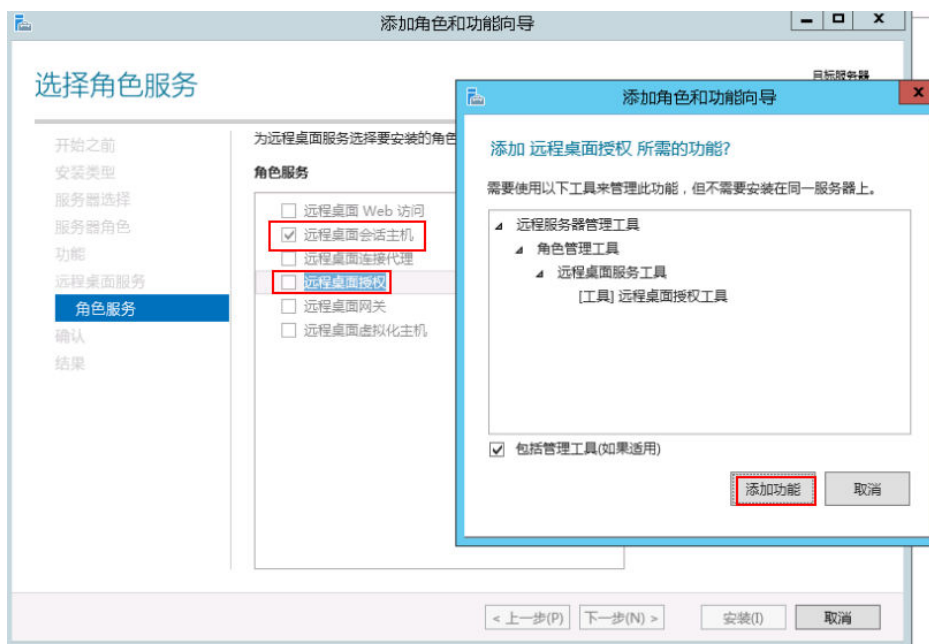 添加角色和功能向导
选择角色服务
目标服务器
开始之前
安装类型
服务器选择
服务器角色
功能
远程桌面服务
角色服务
确认
结果
为远程桌面服务选择要安装的角色
角色服务
远程桌面 Web 访问
远程桌面会话主机
远程桌面连接代理
远程桌面授权
远程桌面网关
远程桌面虚拟化主机
< 上一步(P)
下一步(N) >
安装(I)
取消
添加角色和功能向导
x
添加 远程桌面授权 所需的功能?
需要使用以下工具来管理此功能，但不需要安装在同一服务器上。
远程服务器管理工具
角色管理工具
远程桌面服务工具
[工具] 远程桌面授权工具
包括管理工具(如果适用)
添加功能
取消